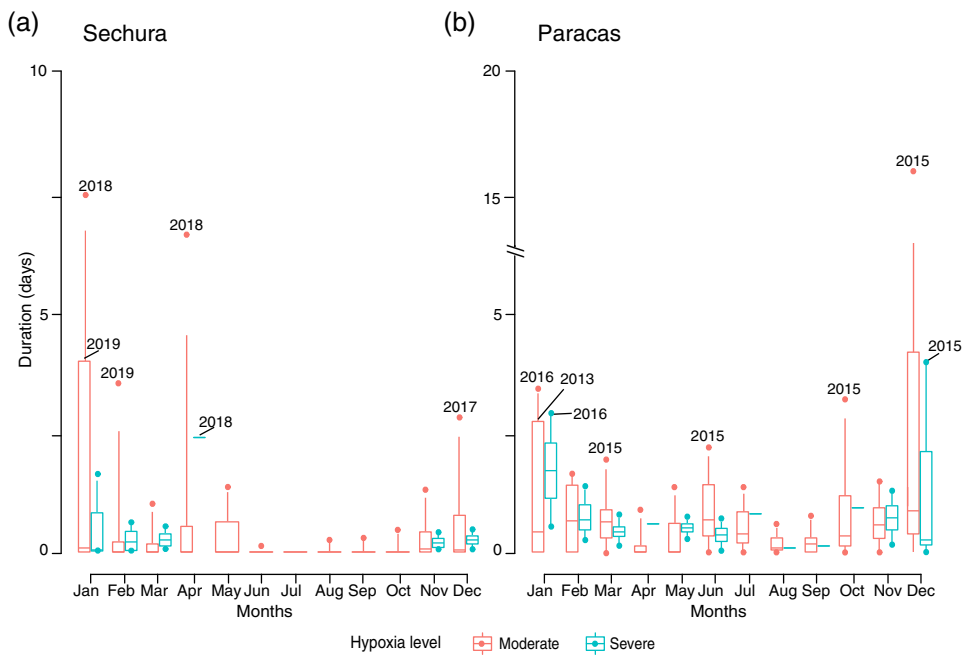 (a) Sechura
(b) Paracas
10
5
0
Duration (days)
2018
2019
2019
2018
2018
2017
Jan Feb Mar Apr May Jun Jul Aug Sep Oct Nov Dec
Months
20
15
5
0
2016
2013
2016
2015
2015
2015
2015
2015
Jan Feb Mar Apr May Jun Jul Aug Sep Oct Nov Dec
Months
Hypoxia level Moderate Severe